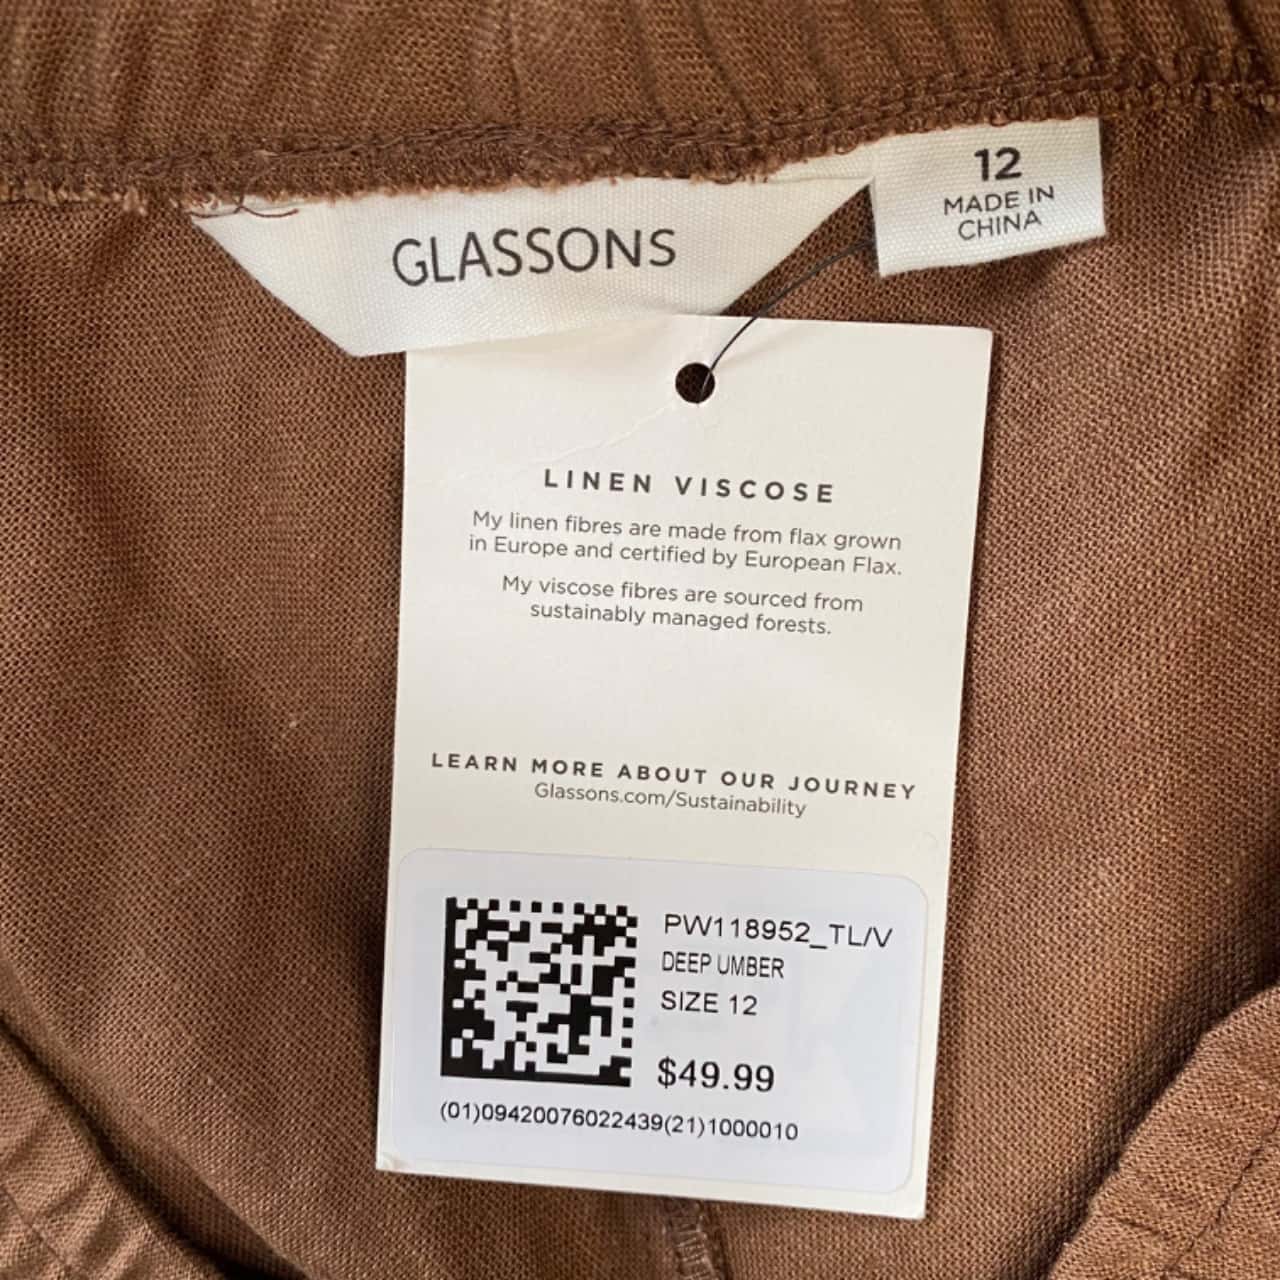 GLASSONS
12
MADE IN
CHINA
LINEN VISCOSE
My linen fibres are made from flax grown
in Europe and certified by European Flax.
My viscose fibres are sourced from
sustainably managed forests.
LEARN MORE ABOUT OUR JOURNEY
Glassons.com/Sustainability
PW118952_TL/V
DEEP UMBER
SIZE 12
$49.99
(01)09420076022439(21)1000010